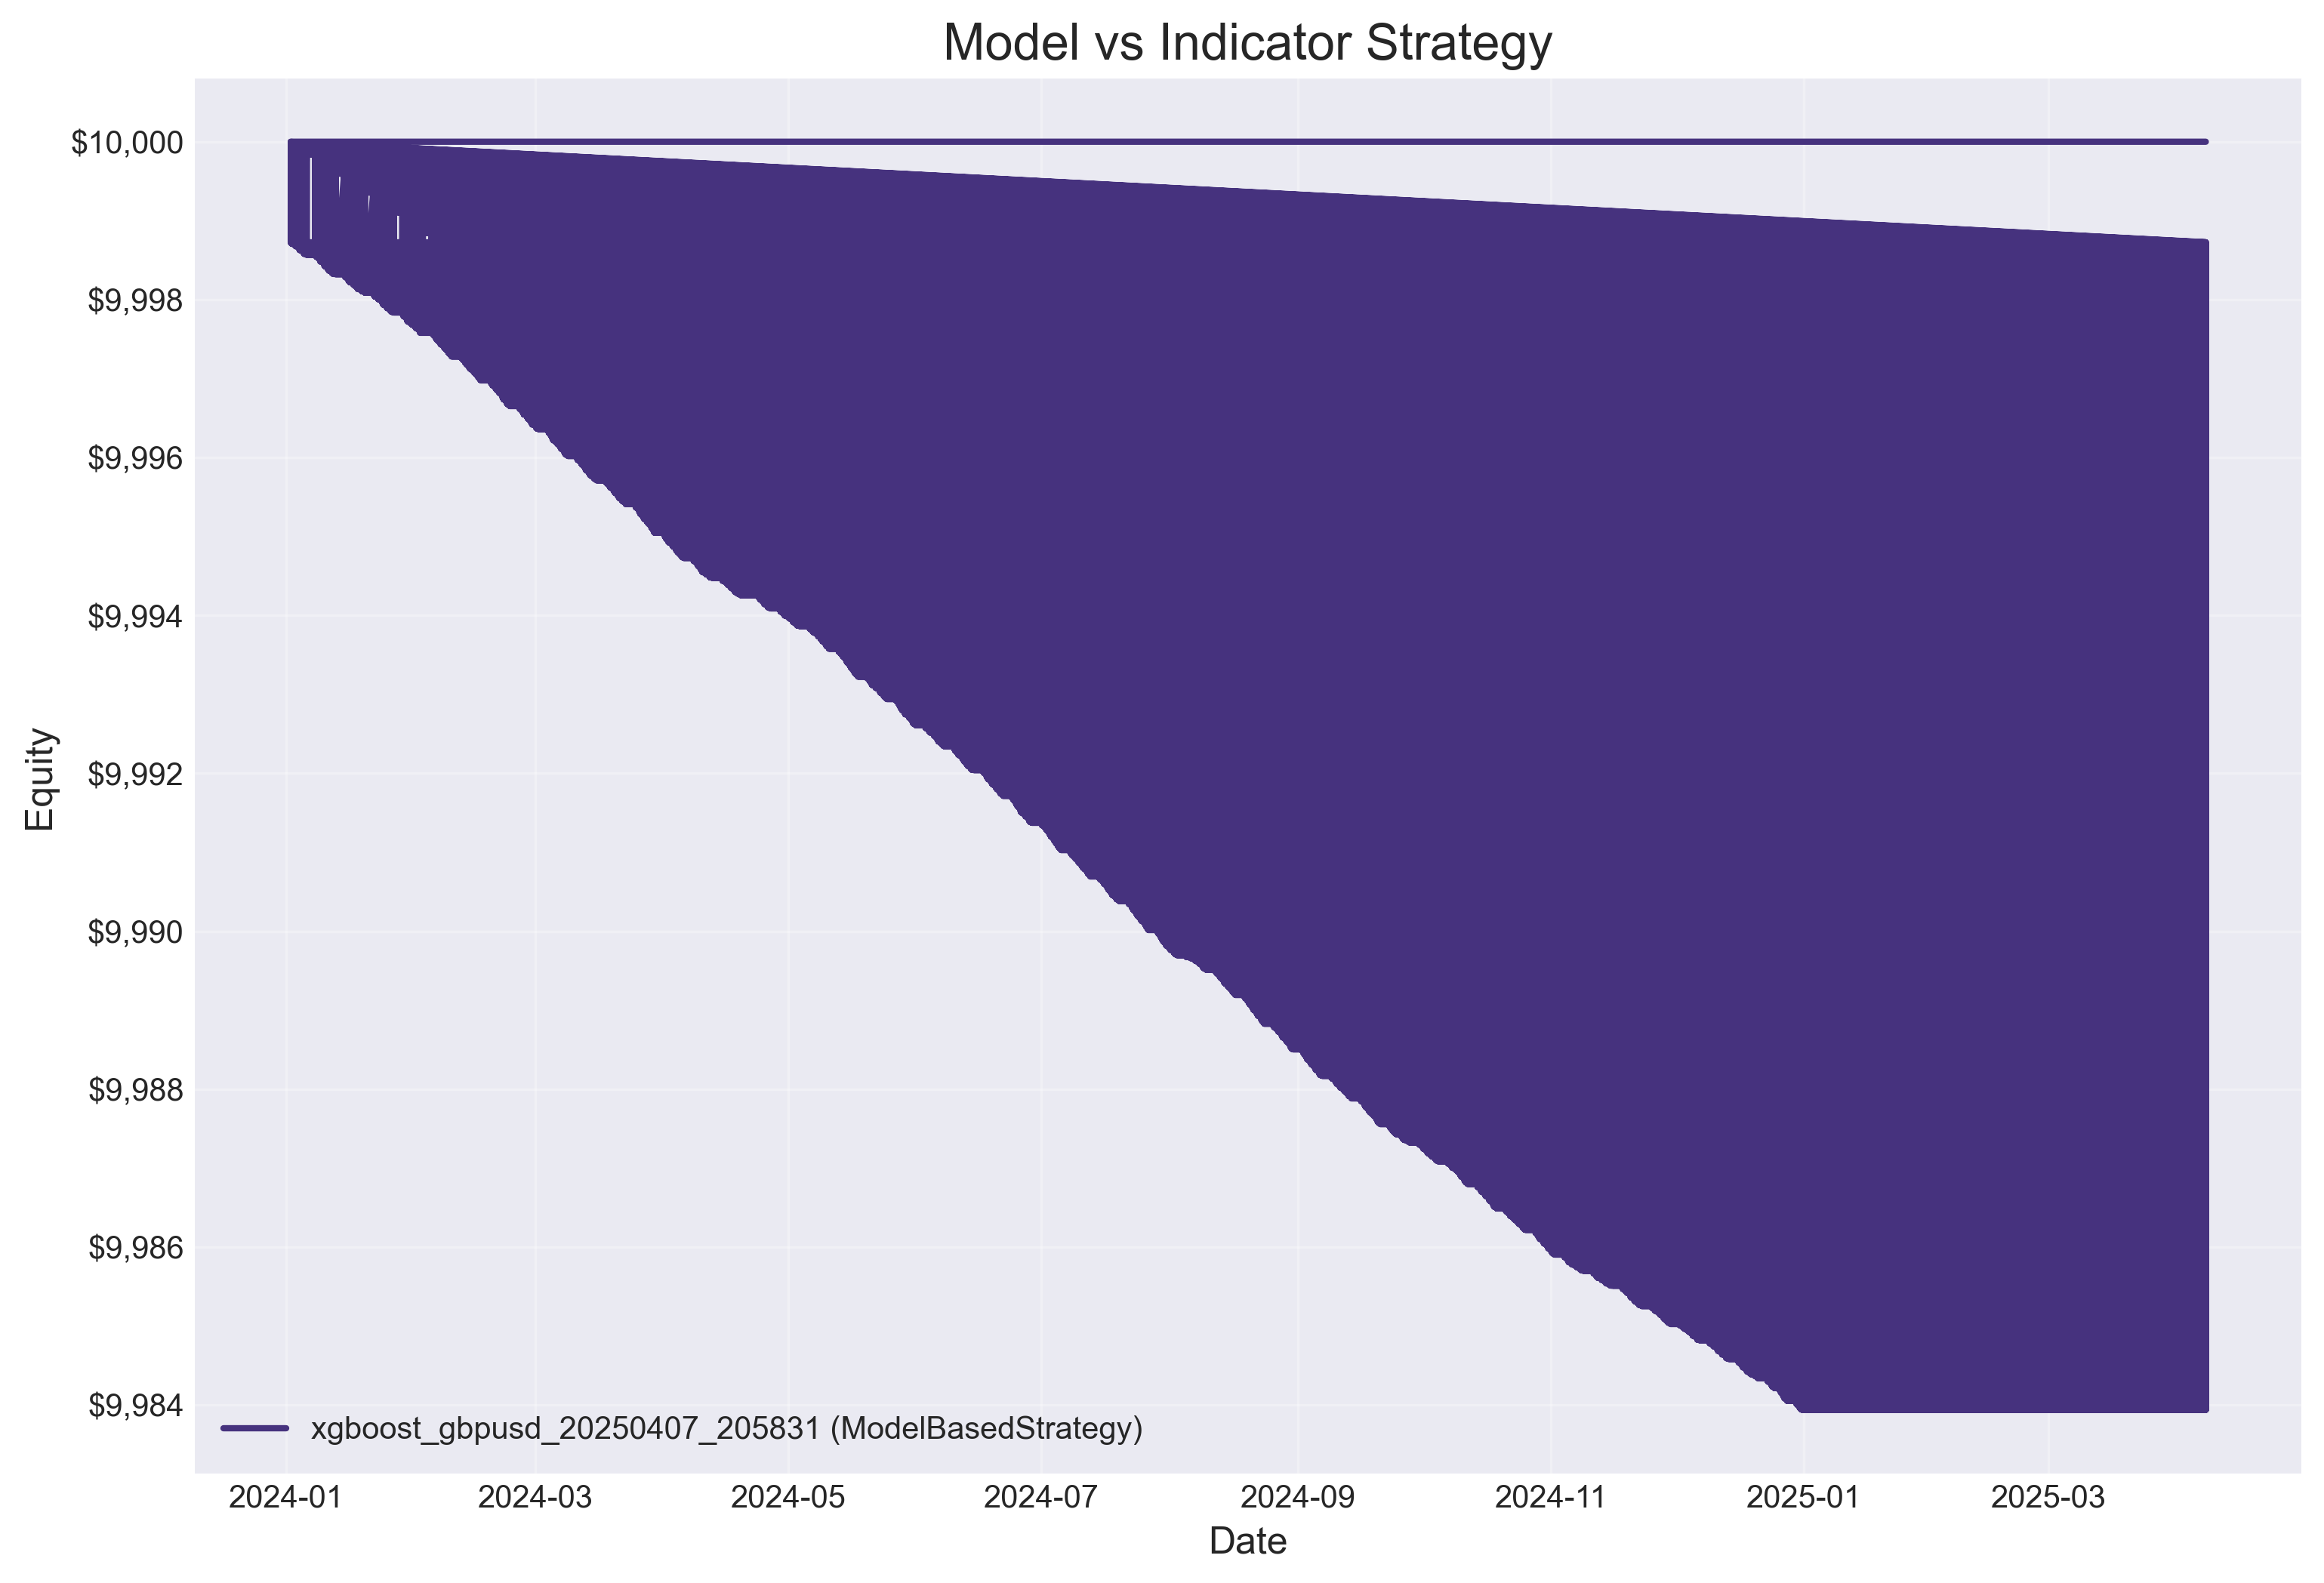 Model vs Indicator Strategy
$10,000
$9,998
$9,996
$9,994
$9,992
$9,990
$9,988
$9,986
$9,984
Equity
xgboost_gbpusd_20250407_205831 (ModelBasedStrategy)
2024-01 2024-03 2024-05 2024-07 2024-09 2024-11 2025-01 2025-03
Date